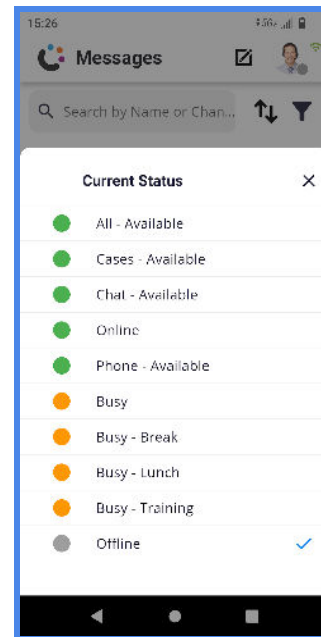 15:26
Messages
Search by Name or Chan...
Current Status
All - Available
Cases - Available
Chat - Available
Online
Phone - Available
Busy
Busy - Break
Busy - Lunch
Busy - Training
Offline